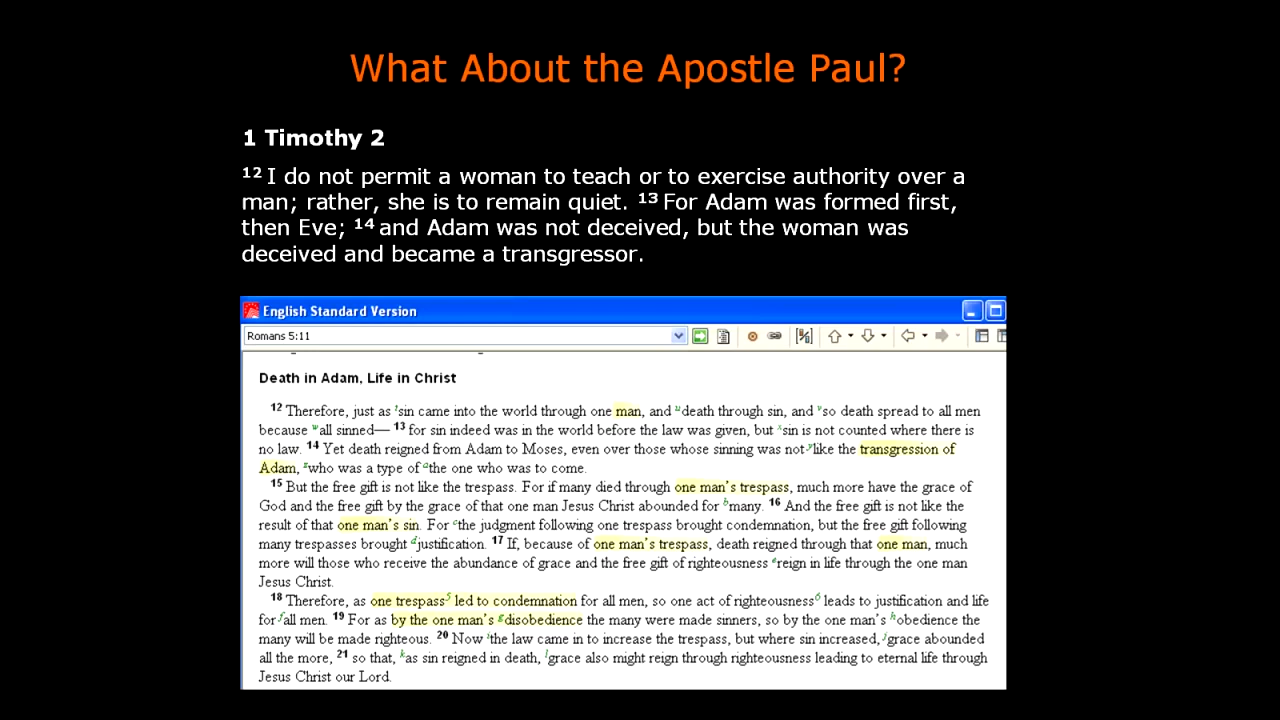 What About the Apostle Paul?
1 Timothy 2
12 I do not permit a woman to teach or to exercise authority over a
man; rather, she is to remain quiet. 13 For Adam was formed first,
then Eve; 14 and Adam was not deceived, but the woman was
deceived and became a transgressor.
English Standard Version
Romans 5:11
Death in Adam, Life in Christ
12 Therefore, just as t sin came into the world through one man, and u death through sin, and v so death spread to all men
because w all sinned— 13 for sin indeed was in the world before the law was given, but x sin is not counted where there is
no law. 14 Yet death reigned from Adam to Moses, even over those whose sinning was not y like the transgression of
Adam, z who was a type of a the one who was to come.
15 But the free gift is not like the trespass. For if many died through one man's trespass, much more have the grace of
God and the free gift by the grace of that one man Jesus Christ abounded for b many. 16 And the free gift is not like the
result of that one man's sin. For c the judgment following one trespass brought condemnation, but the free gift following
many trespasses brought d justification. 17 If, because of one man's trespass, death reigned through that one man, much
more will those who receive the abundance of grace and the free gift of righteousness e reign in life through the one man
Jesus Christ.
18 Therefore, as one trespass 5 led to condemnation for all men, so one act of righteousness 6 leads to justification and life
for f all men. 19 For as by the one man's g disobedience the many were made sinners, so by the one man's h obedience the
many will be made righteous. 20 Now i the law came in to increase the trespass, but where sin increased, j grace abounded
all the more, 21 so that, k as sin reigned in death, l grace also might reign through righteousness leading to eternal life through
Jesus Christ our Lord.